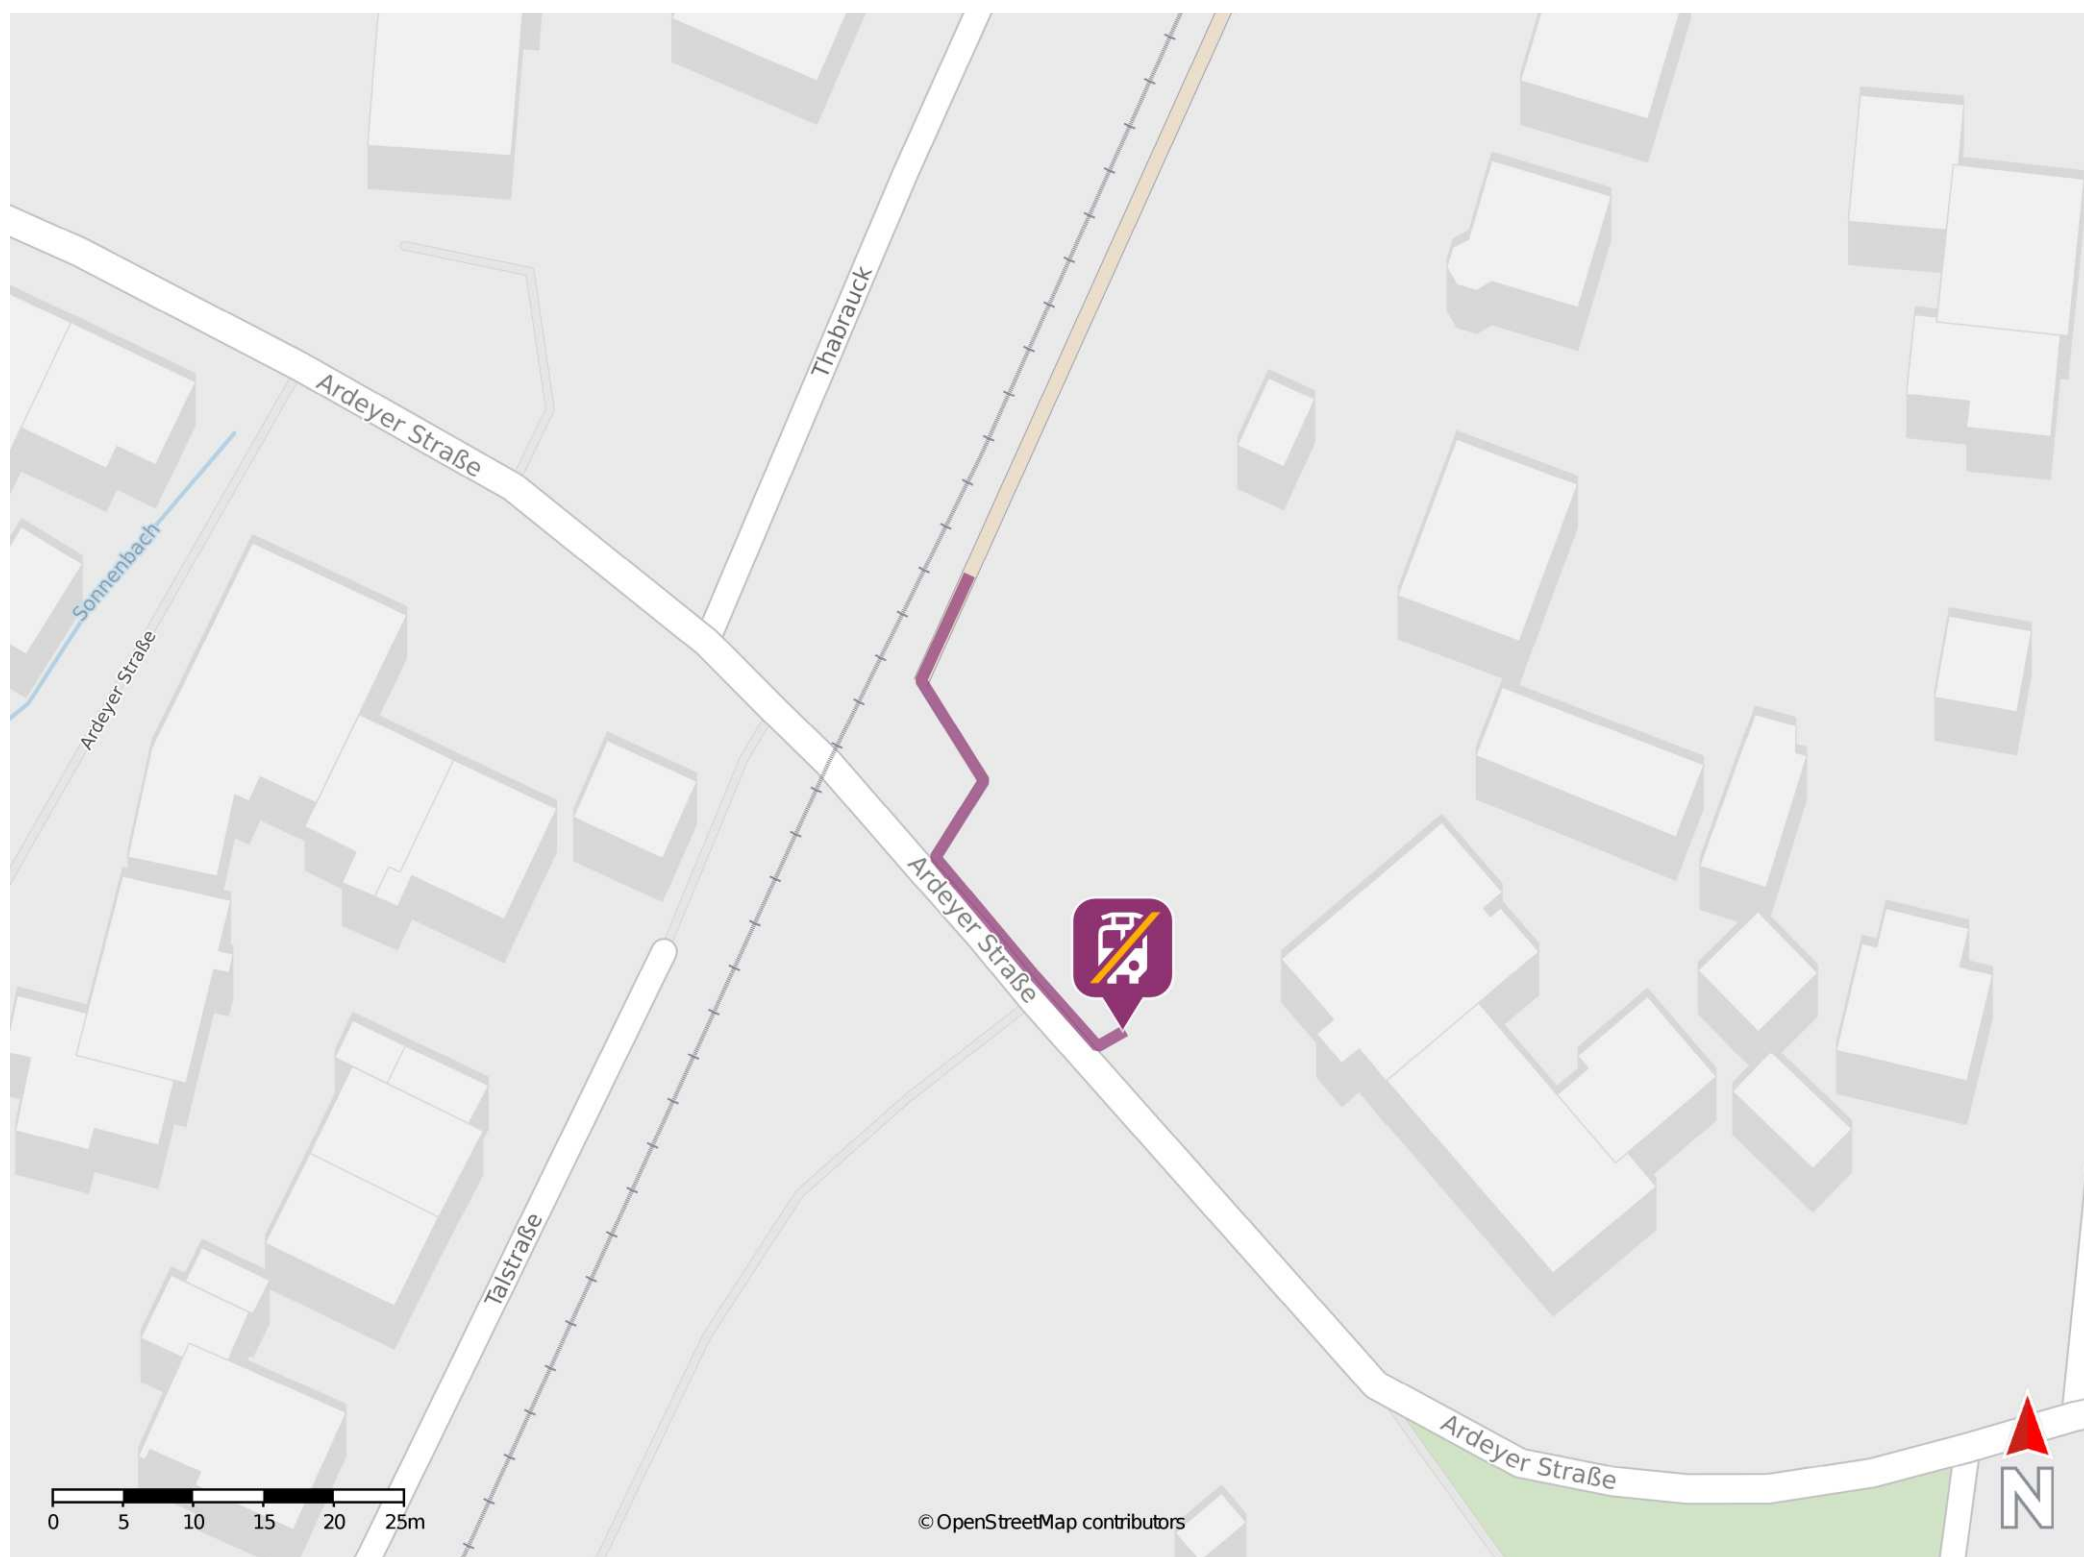 Thabrauck
Ardeyer Straße
Sonnenbach
Ardeyer Straße
Ardeyer Straße
Talstraße
Ardeyer Straße
N
0 5 10 15 20 25m
© OpenStreetMap contributors